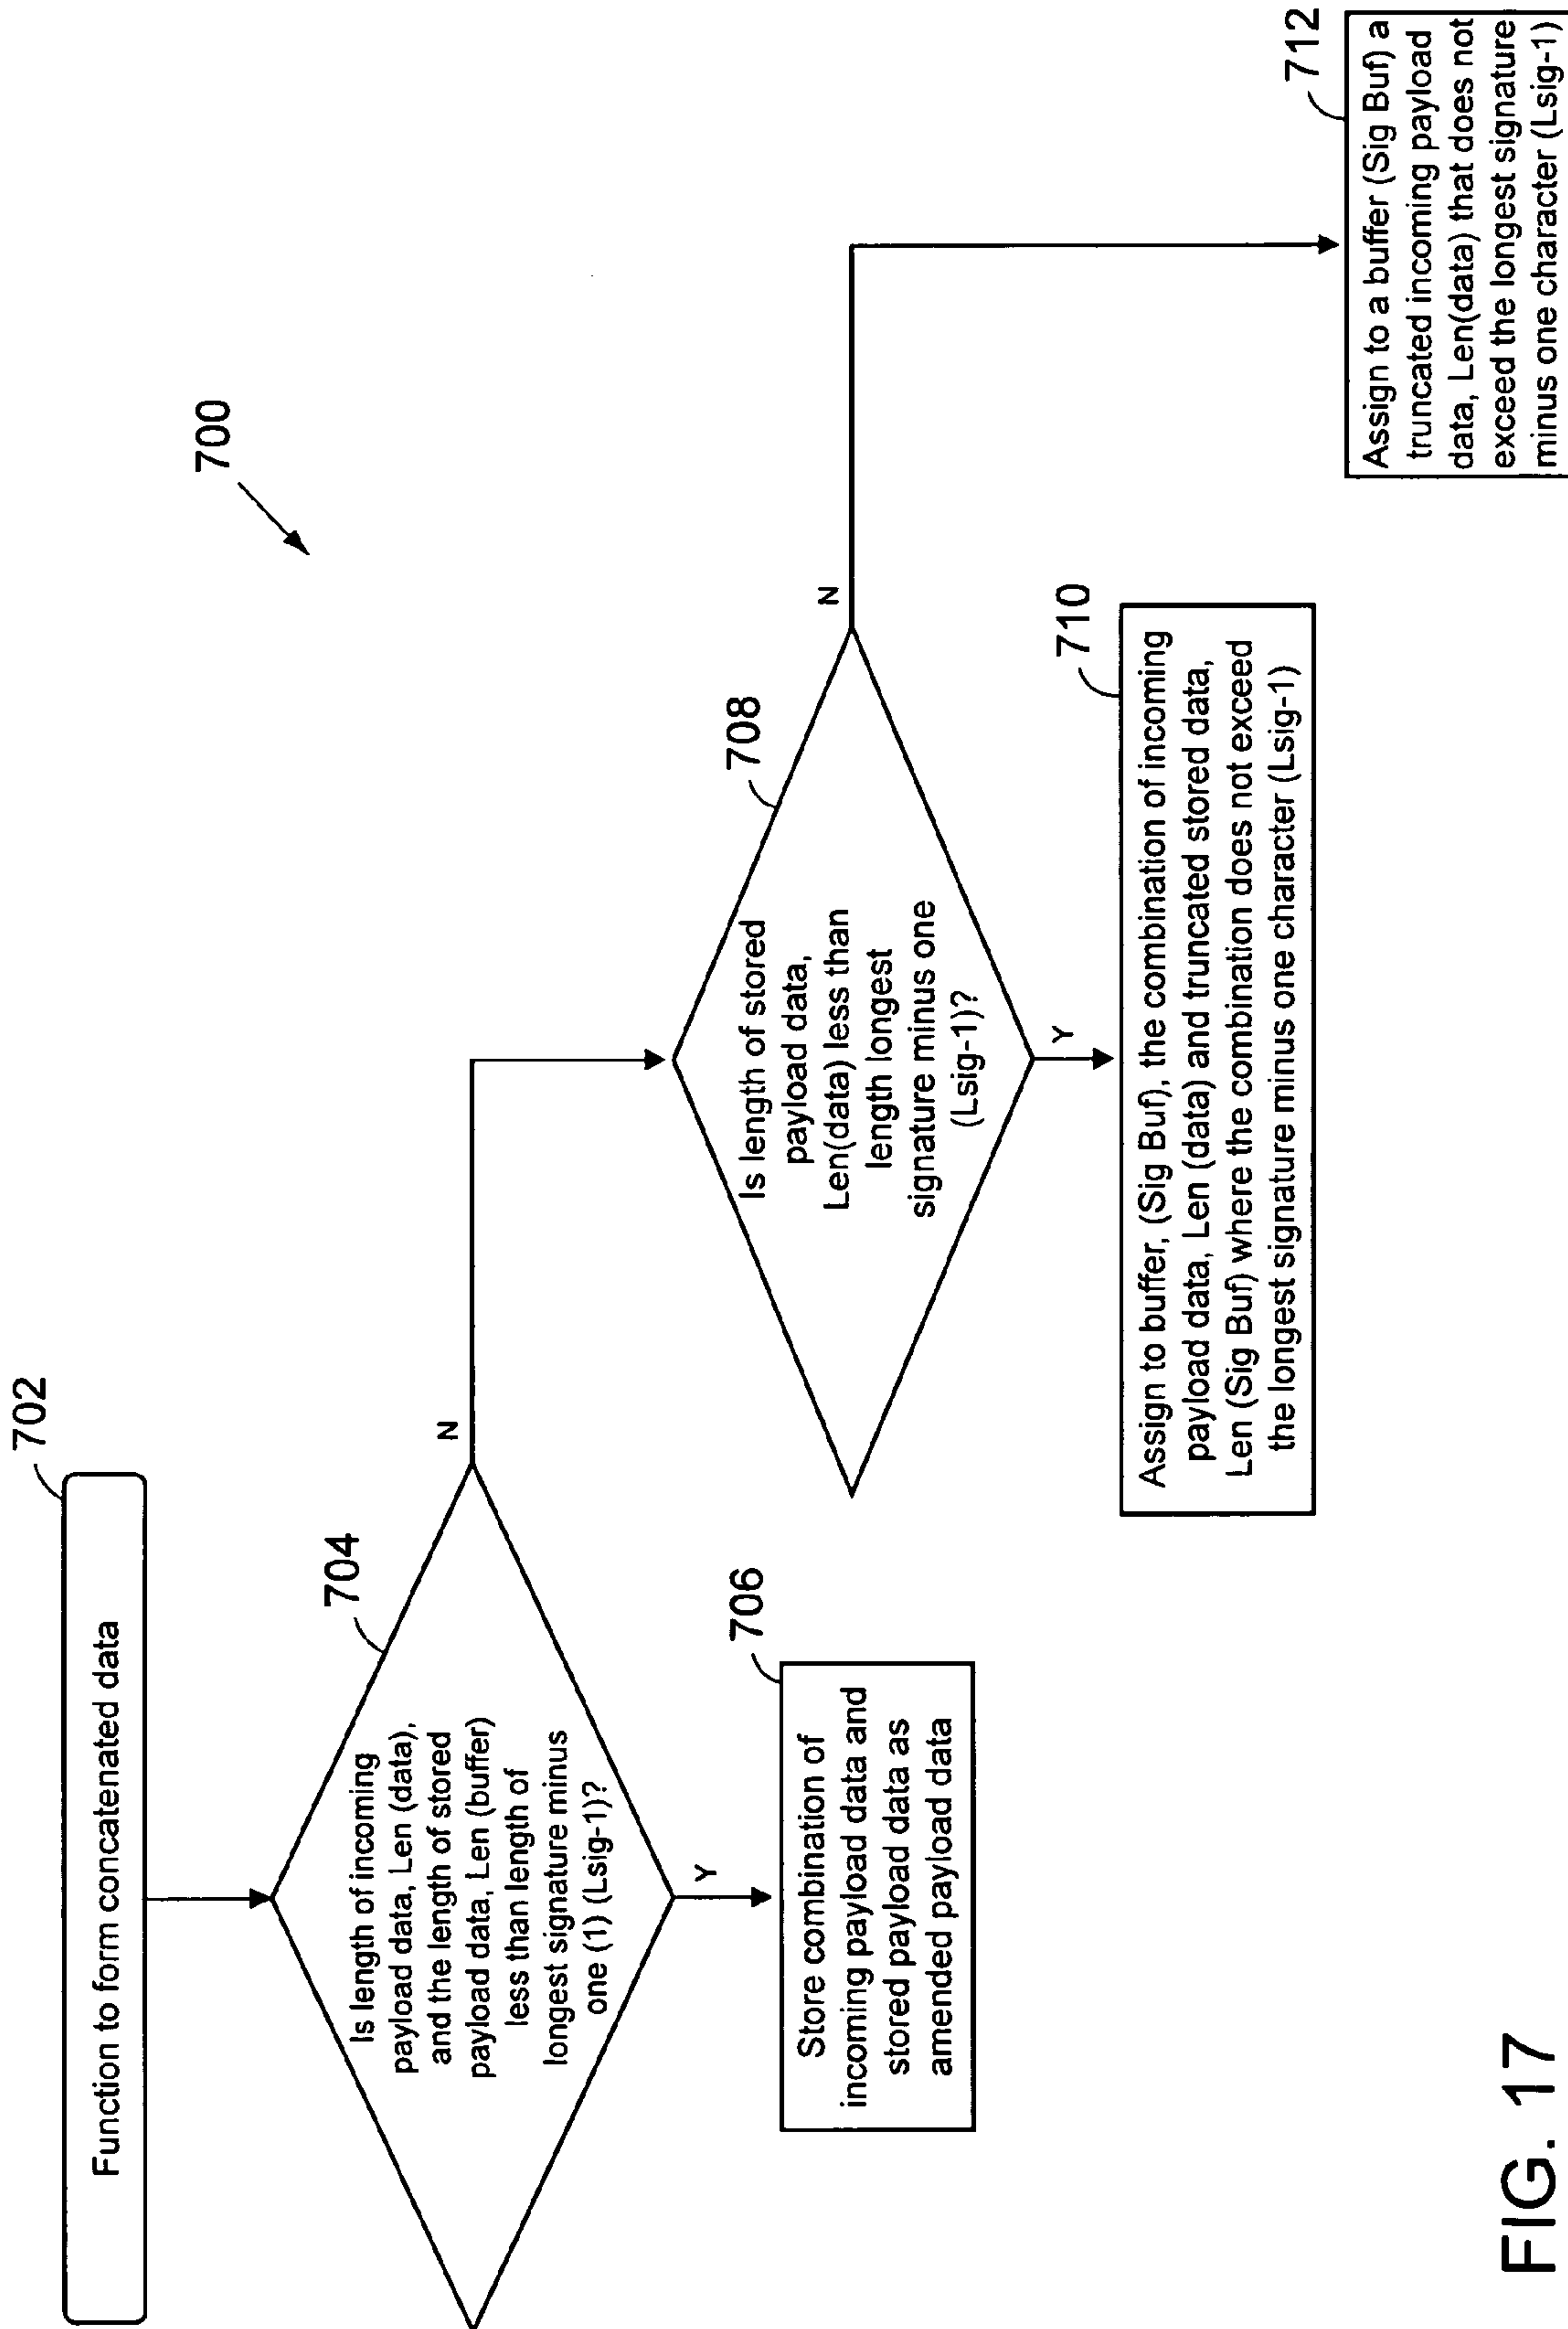 700
702
Function to form concatenated data
704
Is length of incoming
payload data, Len (data),
and the length of stored
payload data, Len (buffer)
less than length of
longest signature minus
one (1) (Lsig-1)?
N
Y
706
Store combination of
incoming payload data and
stored payload data as
amended payload data
708
Is length of stored
payload data,
Len(data) less than
length longest
signature minus one
(Lsig-1)?
N
Y
710
Assign to buffer, (Sig Buf), the combination of incoming
payload data, Len (data) and truncated stored data,
Len (Sig Buf) where the combination does not exceed
the longest signature minus one character (Lsig-1)
712
Assign to a buffer (Sig Buf) a
truncated incoming payload
data, Len(data) that does not
exceed the longest signature
minus one character (Lsig-1)
FIG. 17